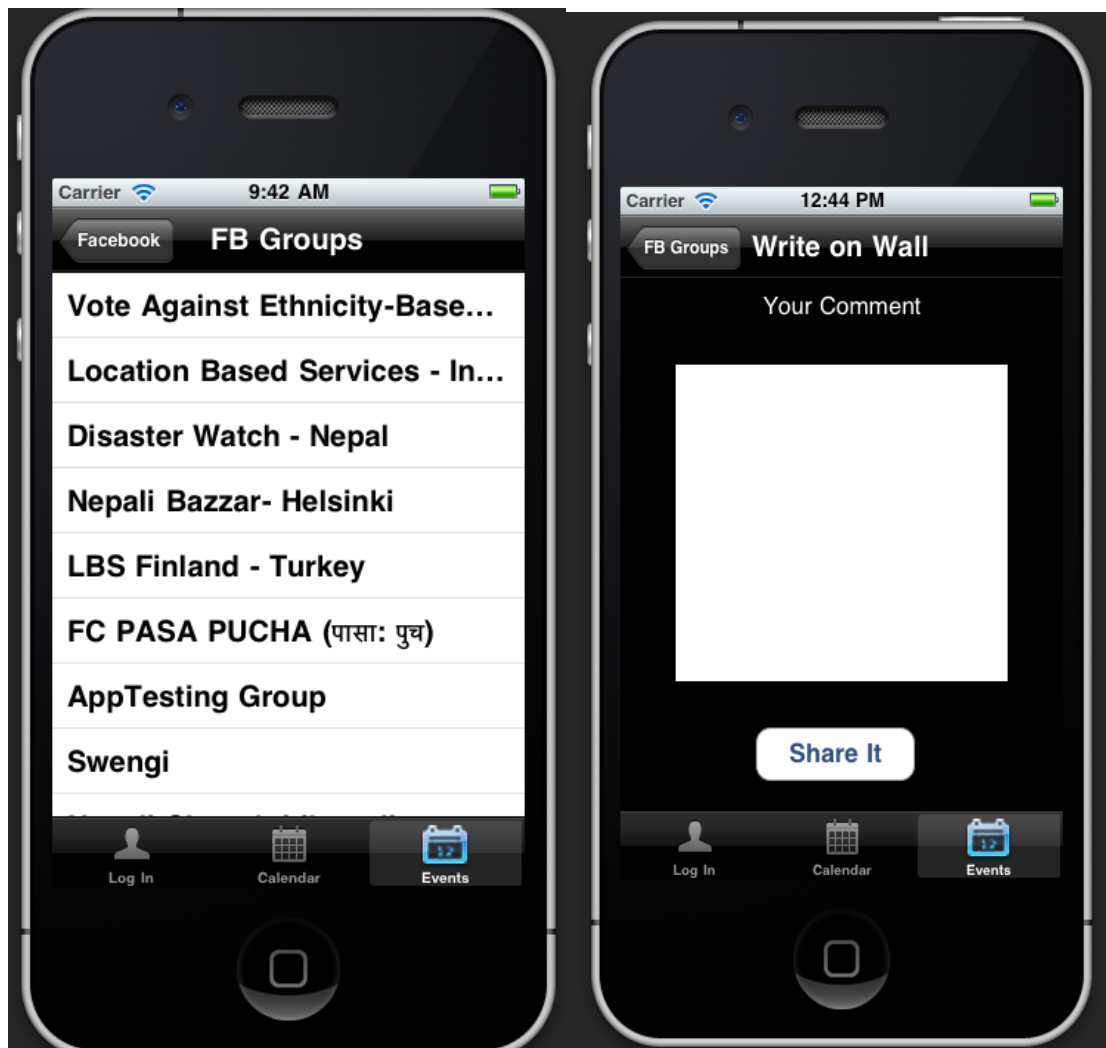 Carrier 9:42 AM
Facebook FB Groups
Vote Against Ethnicity-Base...
Location Based Services - In...
Disaster Watch - Nepal
Nepali Bazzar- Helsinki
LBS Finland - Turkey
FC PASA PUCHA (पासा: पुच)
AppTesting Group
Swengi
Log In Calendar 12 Events
Carrier 12:44 PM
FB Groups Write on Wall
Your Comment
Share It
Log In Calendar 12 Events